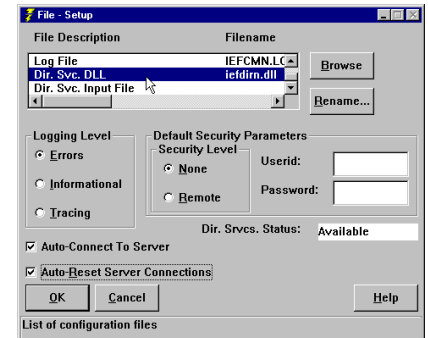 File - Setup
File Description Filename
Log File IEFCMN.LC
Dir. Svc. DLL iefdirn.dll
Dir. Svc. Input File
Browse
Rename...
Logging Level
Errors
Informational
Tracing
Default Security Parameters
Security Level
None
Remote
Userid:
Password:
Dir. Srvcs. Status: Available
Auto-Connect To Server
Auto-Reset Server Connections
OK Cancel Help
List of configuration files